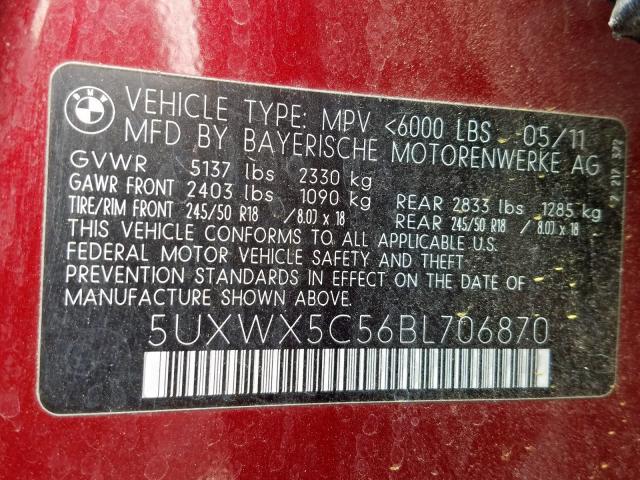 BMW
VEHICLE TYPE: MPV <6000 LBS 05/11
MFD BY BAYERISCHE MOTORENWERKE AG
GVWR 5137 lbs 2330 kg
GAWR FRONT 2403 lbs 1090 kg REAR 2833 lbs 1285 kg
TIRE/RIM FRONT 245/50 R18 / 8.0J x 18 REAR 245/50 R18 / 8.0J x 18
THIS VEHICLE CONFORMS TO ALL APPLICABLE U.S.
FEDERAL MOTOR VEHICLE SAFETY AND THEFT
PREVENTION STANDARDS IN EFFECT ON THE DATE OF
MANUFACTURE SHOWN ABOVE.
5UXWX5C56BL706870